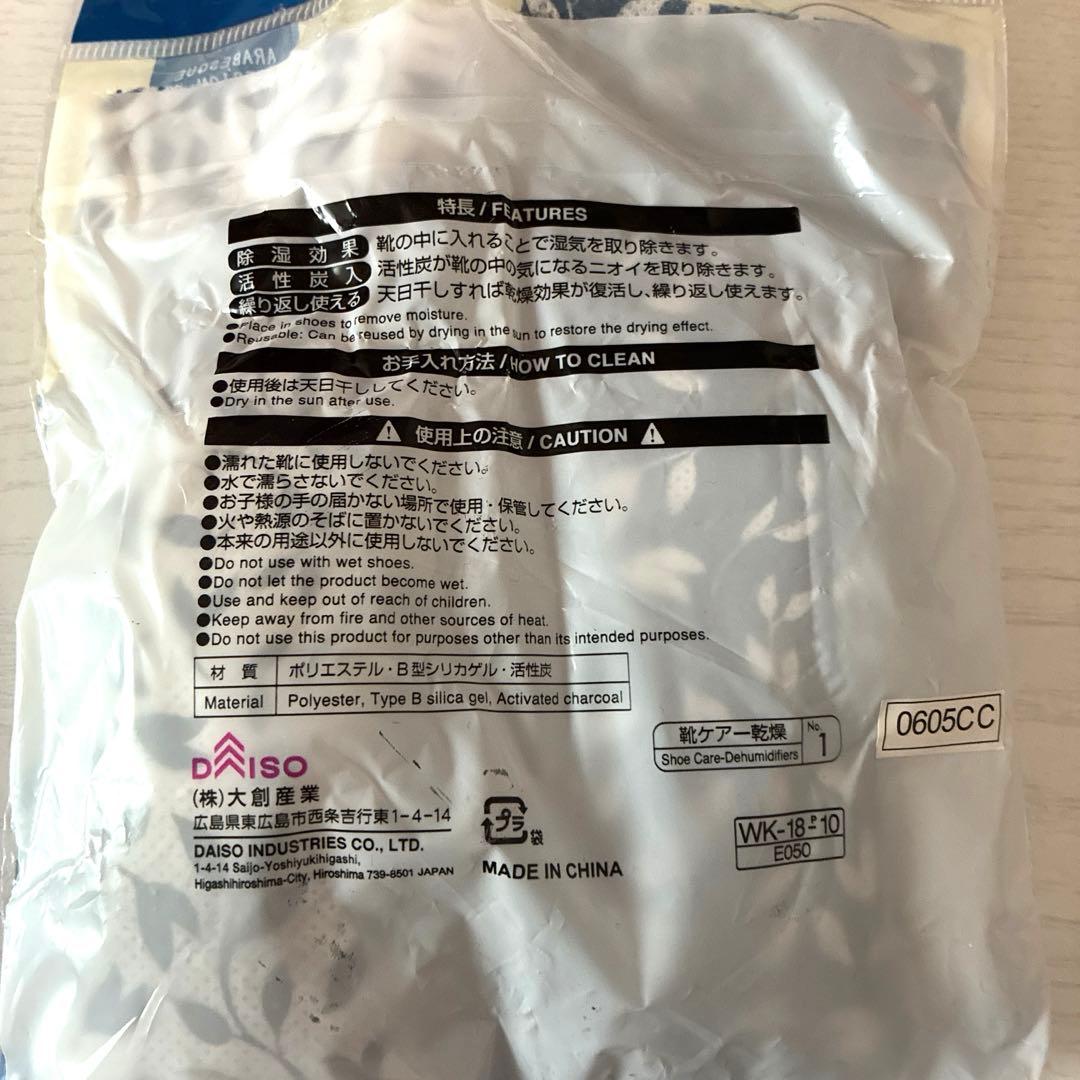 ARABESQUE
特長/FEATURES
除湿効果 靴の中に入れることで湿気を取り除きます。
活性炭入 活性炭が靴の中の気になるニオイを取り除きます。
繰り返し使える 天日干しすれば乾燥効果が復活し、繰り返し使えます。
●Place in shoes to remove moisture.
●Reusable: Can be reused by drying in the sun to restore the drying effect.
お手入れ方法/HOW TO CLEAN
●使用後は天日干ししてください。
●Dry in the sun after use.
⚠ 使用上の注意/CAUTION ⚠
●濡れた靴に使用しないでください。
●水で濡らさないでください。
●お子様の手の届かない場所で使用・保管してください。
●火や熱源のそばに置かないでください。
●本来の用途以外に使用しないでください。
●Do not use with wet shoes.
●Do not let the product become wet.
●Use and keep out of reach of children.
●Keep away from fire and other sources of heat.
●Do not use this product for purposes other than its intended purposes.
材質 ポリエステル・B型シリカゲル・活性炭
Material Polyester, Type B silica gel, Activated charcoal
0605CC
靴ケアー乾燥 No.
Shoe Care-Dehumidifiers 1
DAISO
(株)大創産業
広島県東広島市西条吉行東1-4-14
DAISO INDUSTRIES CO., LTD.
1-4-14 Saijo-Yoshiyukihigashi,
Higashihiroshima-City, Hiroshima 739-8501 JAPAN
プラ 袋
MADE IN CHINA
WK-18-P10
E050